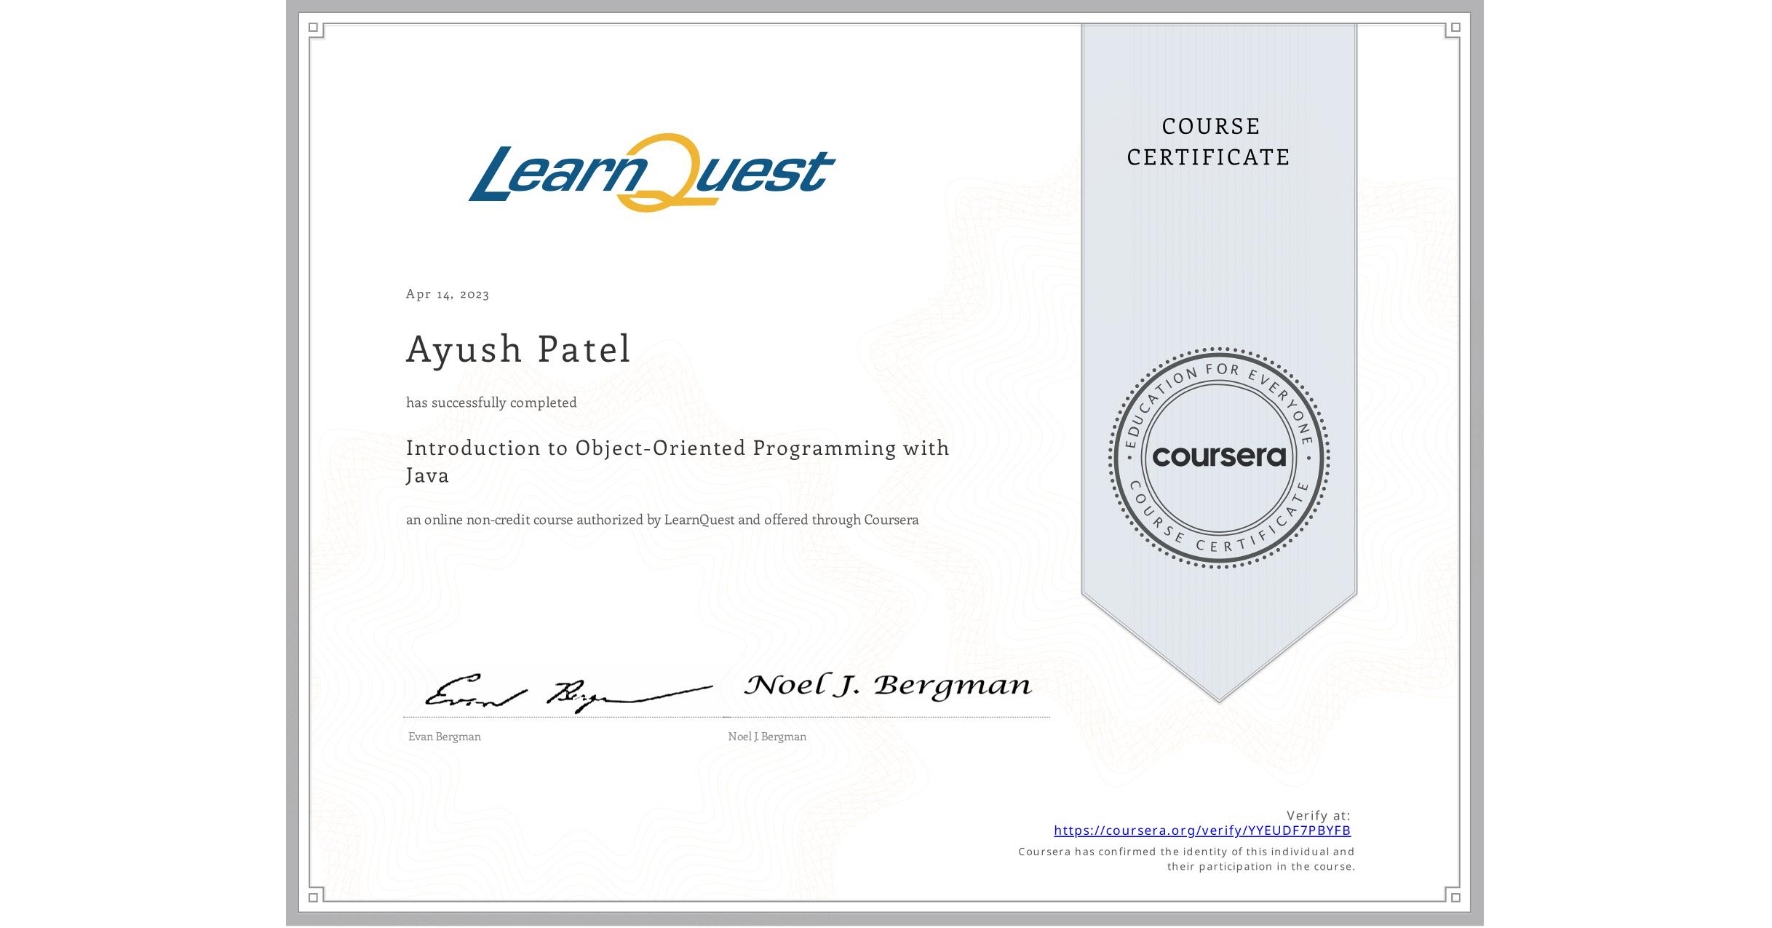 LearnQuest
COURSE
CERTIFICATE
Apr 14, 2023
Ayush Patel
has successfully completed
Introduction to Object-Oriented Programming with
Java
an online non-credit course authorized by LearnQuest and offered through Coursera
EDUCATION FOR EVERYONE
coursera
COURSE CERTIFICATE
Evan Bergman
Noel J. Bergman
Evan Bergman
Noel J. Bergman
Verify at:
https://coursera.org/verify/YYEUDF7PBYFB
Coursera has confirmed the identity of this individual and
their participation in the course.